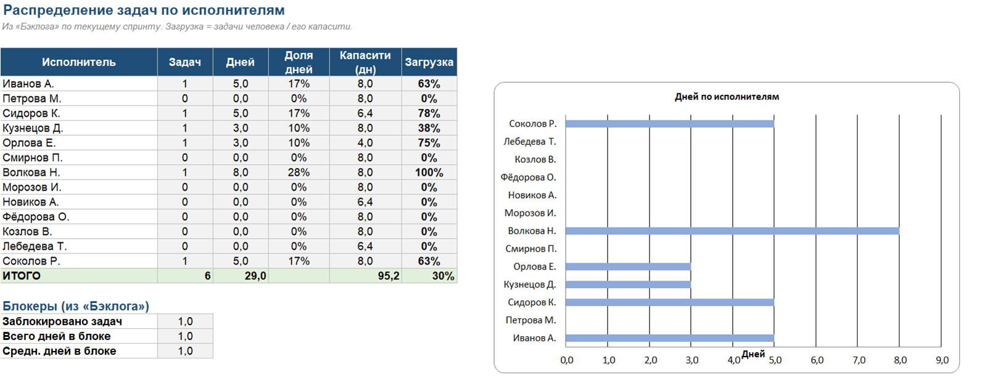 Распределение задач по исполнителям
Из «Бэклога» по текущему спринту. Загрузка = задачи человека / его капасити.
Исполнитель Задач Дней Доля дней Капасити (дн) Загрузка
Иванов А. 1 5,0 17% 8,0 63%
Петрова М. 0 0,0 0% 8,0 0%
Сидоров К. 1 5,0 17% 6,4 78%
Кузнецов Д. 1 3,0 10% 8,0 38%
Орлова Е. 1 3,0 10% 4,0 75%
Смирнов П. 0 0,0 0% 8,0 0%
Волкова Н. 1 8,0 28% 8,0 100%
Морозов И. 0 0,0 0% 8,0 0%
Новиков А. 0 0,0 0% 6,4 0%
Фёдорова О. 0 0,0 0% 8,0 0%
Козлов В. 0 0,0 0% 8,0 0%
Лебедева Т. 0 0,0 0% 6,4 0%
Соколов Р. 1 5,0 17% 8,0 63%
ИТОГО 6 29,0 95,2 30%
Блокеры (из «Бэклога»)
Заблокировано задач 1,0
Всего дней в блоке 1,0
Средн. дней в блоке 1,0
Дней по исполнителям
Соколов Р.
Лебедева Т.
Козлов В.
Фёдорова О.
Новиков А.
Морозов И.
Волкова Н.
Смирнов П.
Орлова Е.
Кузнецов Д.
Сидоров К.
Петрова М.
Иванов А.
0,0 1,0 2,0 3,0 4,0 5,0 6,0 7,0 8,0 9,0
Дней